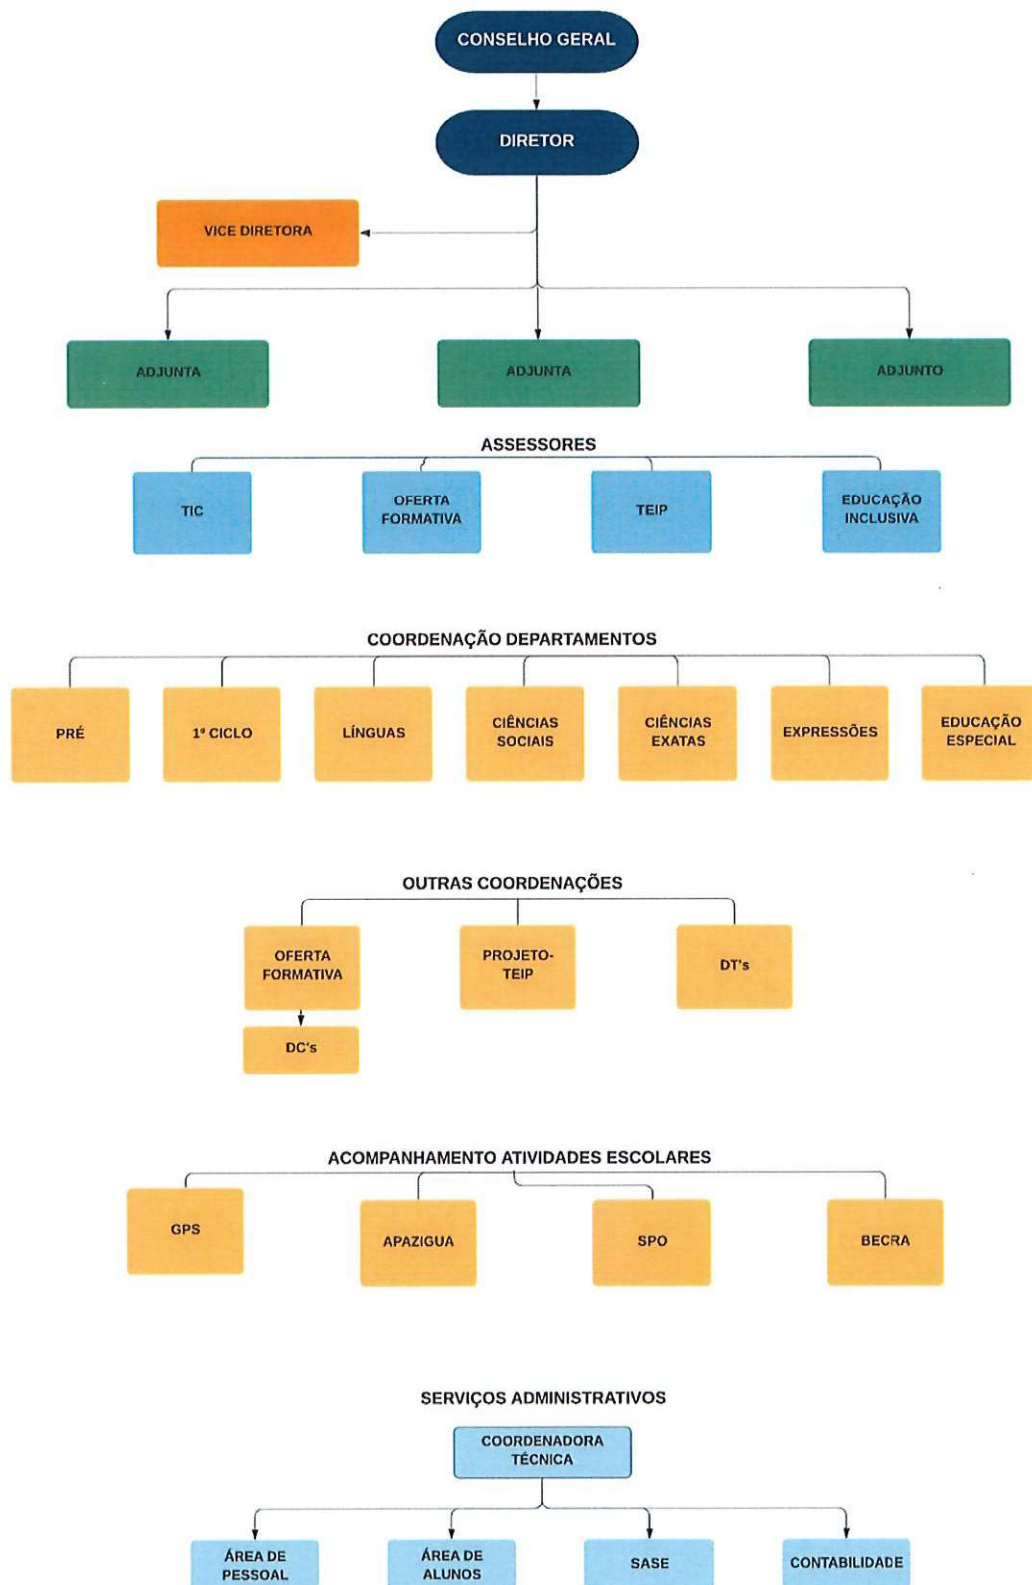 CONSELHO GERAL
DIRETOR
VICE DIRETORA
ADJUNTA
ADJUNTA
ADJUNTO
ASSESSORES
TIC
OFERTA
FORMATIVA
TEIP
EDUCAÇÃO
INCLUSIVA
COORDENAÇÃO DEPARTAMENTOS
PRÉ
1º CICLO
LÍNGUAS
CIÊNCIAS
SOCIAIS
CIÊNCIAS
EXATAS
EXPRESSÕES
EDUCAÇÃO
ESPECIAL
OUTRAS COORDENAÇÕES
OFERTA
FORMATIVA
PROJETO-
TEIP
DT's
DC's
ACOMPANHAMENTO ATIVIDADES ESCOLARES
GPS
APAZIGUA
SPO
BECRA
SERVIÇOS ADMINISTRATIVOS
COORDENADORA
TÉCNICA
ÁREA DE
PESSOAL
ÁREA DE
ALUNOS
SASE
CONTABILIDADE